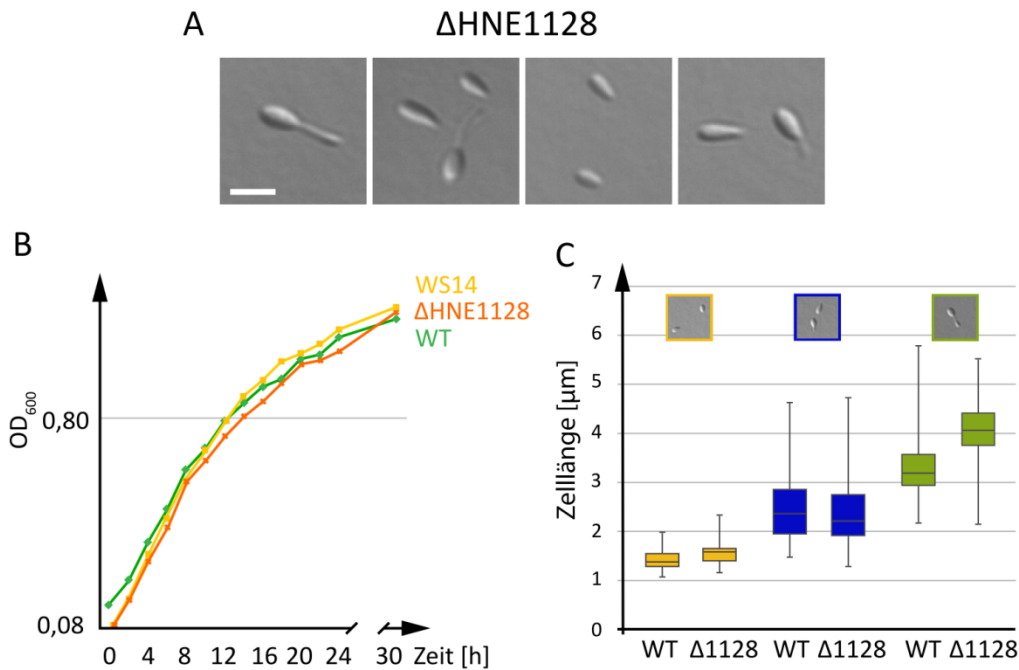 A
ΔHNE1128
B
OD600
0,80
0,08
WS14
ΔHNE1128
WT
0 4 8 12 16 20 24 30 Zeit [h]
C
Zelllänge [µm]
7
6
5
4
3
2
1
0
WT Δ1128 WT Δ1128 WT Δ1128